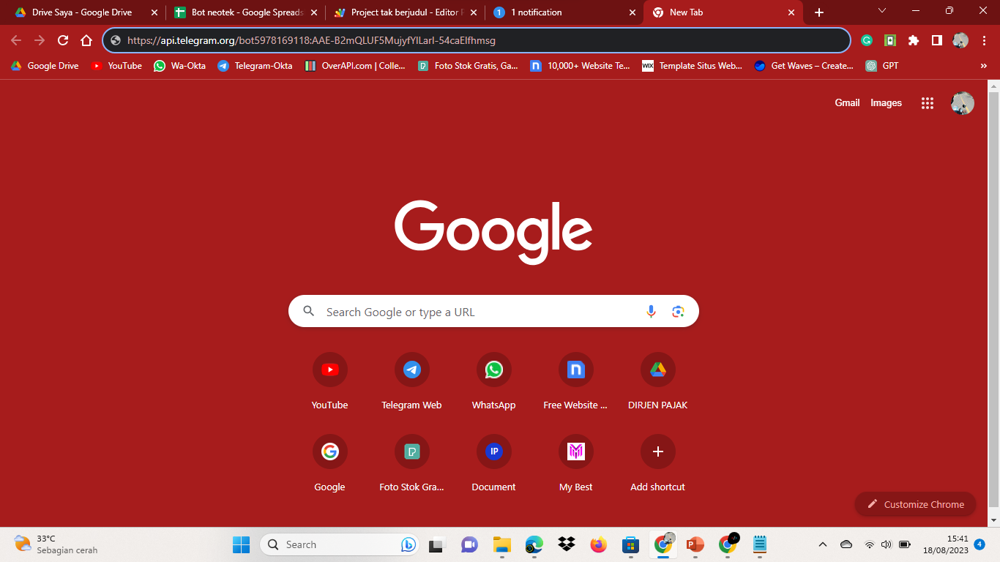 Drive Saya - Google Drive
Bot neotek - Google Spreads
Project tak berjudul - Editor
1
1 notification
New Tab
https://api.telegram.org/
Google Drive
YouTube
Wa-Okta
Telegram-Okta
OverAPI.com | Colle...
Foto Stok Gratis, Ga...
10,000+ Website Te...
WIX
Template Situs Web...
Get Waves – Create...
GPT
»
Gmail
Images
Google
Search Google or type a URL
YouTube
Telegram Web
WhatsApp
Free Website ...
DIRJEN PAJAK
Google
Foto Stok Gra...
IP
Document
My Best
Add shortcut
Customize Chrome
33°C
Sebagian cerah
Search
15:41
18/08/2023
4